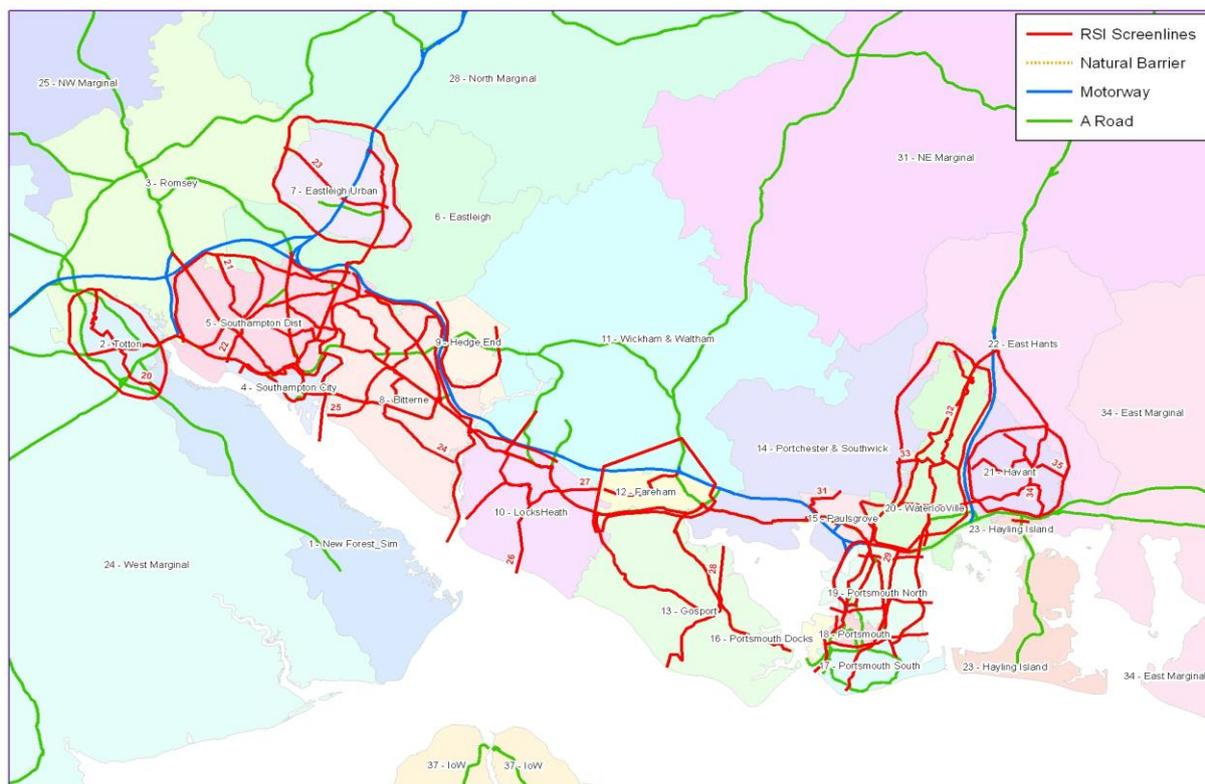 RSI Screenlines
Natural Barrier
Motorway
A Road
25 - NW Marginal
28 - North Marginal
31 - NE Marginal
23
7 - Eastleigh Urban
3 - Romsey
6 - Eastleigh
21
5 - Southampton Dist
2 - Totton
22
20
4 - Southampton City
9 - Hedge End
8 - Bitterne
25
24
11 - Wickham & Waltham
22 - East Hants
32
34 - East Marginal
14 - Portchester & Southwick
33
21 - Havant
35
34
27
12 - Fareham
31
10 - LocksHeath
15 - Paulsgrove
20 - WaterlooVille
23 - Hayling Island
26
1 - New Forest_Sim
24 - West Marginal
28
29
13 - Gosport
19 - Portsmouth North
16 - Portsmouth Docks
18 - Portsmouth
17 - Portsmouth South
23 - Hayling Island
34 - East Marginal
37 - IoW
37 - IoW